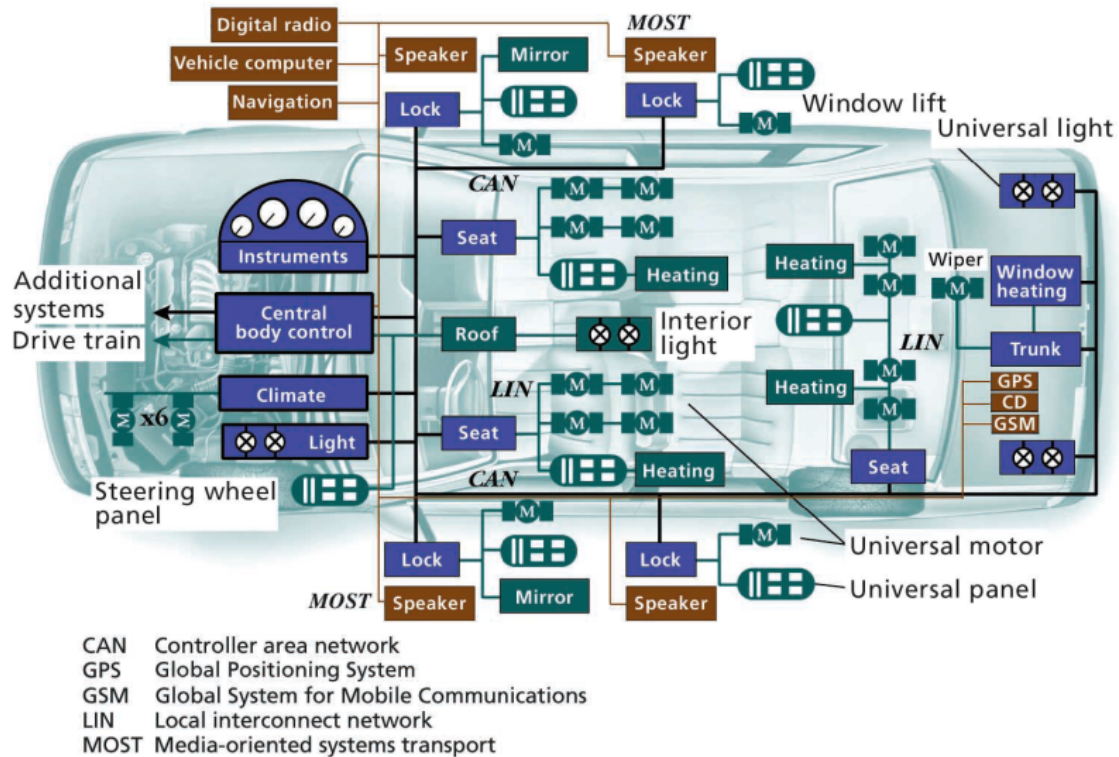 Digital radio
MOST
Speaker
Mirror
Speaker
Vehicle computer
Navigation
Lock
Lock
Window lift
M
M
Universal light
CAN
M
M
Seat
M
M
Instruments
Heating
Heating
M
M
Wiper
M
Window
heating
Additional
systems
Drive train
Central
body control
Roof
Interior
light
LIN
Trunk
LIN
M
M
Heating
M
M
GPS
CD
GSM
M
x6
M
Climate
Light
Seat
M
M
CAN
Heating
Seat
Steering wheel
panel
M
M
Lock
Lock
Universal motor
Universal panel
MOST
Speaker
Mirror
Speaker
CAN Controller area network
GPS Global Positioning System
GSM Global System for Mobile Communications
LIN Local interconnect network
MOST Media-oriented systems transport